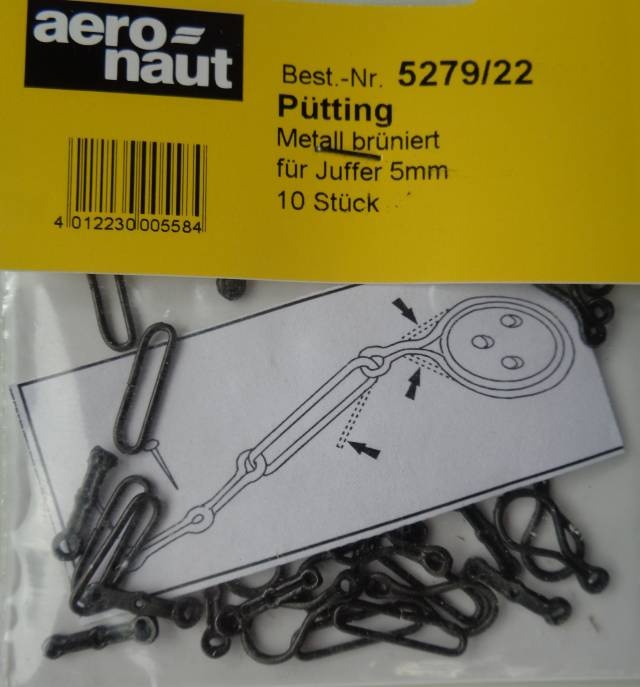 aero-
naut
Best.-Nr. 5279/22
Pütting
Metall brüniert
für Juffer 5mm
10 Stück
4 012230 005584